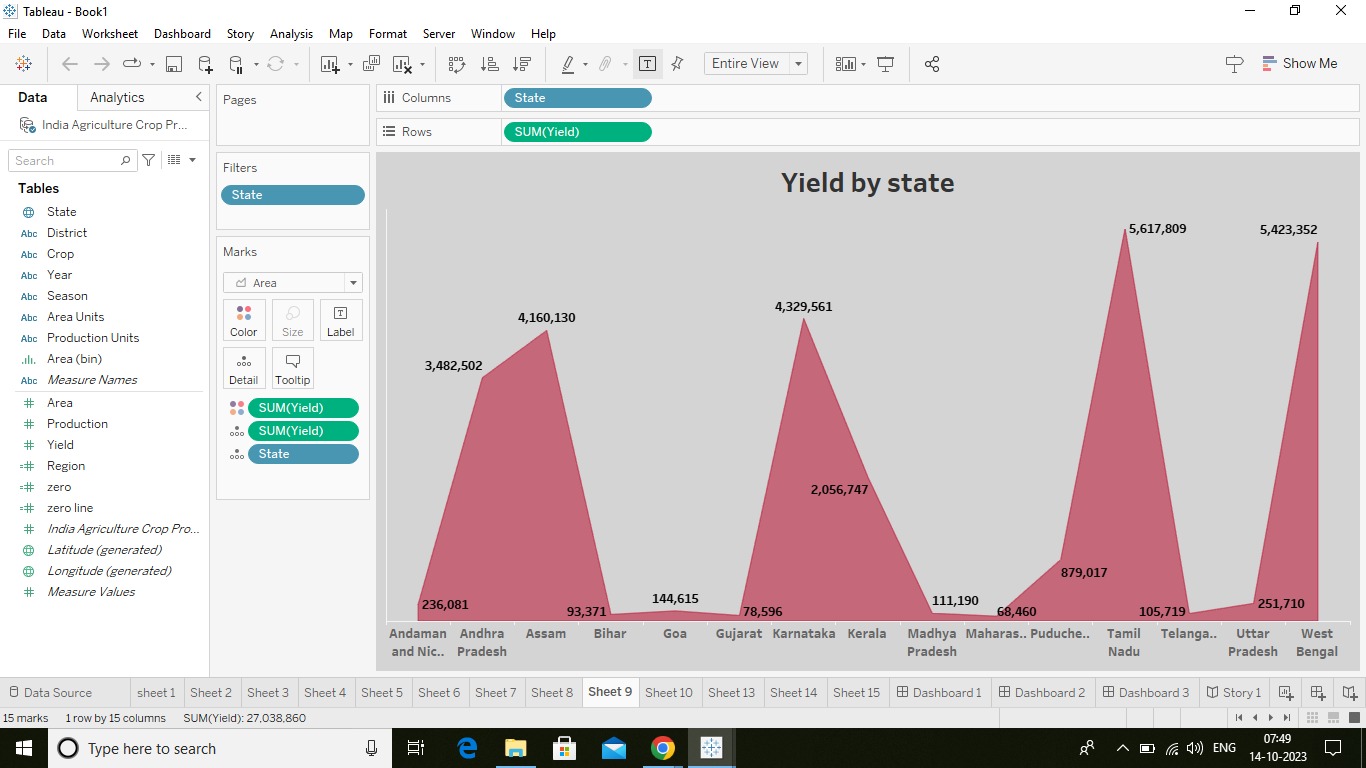 Tableau - Book1
File Data Worksheet Dashboard Story Analysis Map Format Server Window Help
Entire View
Show Me
Data Analytics
India Agriculture Crop Pr...
Search
Tables
State
Abc District
Abc Crop
Abc Year
Abc Season
Abc Area Units
Abc Production Units
Area (bin)
Measure Names
# Area
# Production
# Yield
=# Region
=# zero
=# zero line
# India Agriculture Crop Pro...
Latitude (generated)
Longitude (generated)
# Measure Values
Pages
Filters
State
Marks
Area
Color Size Label
Detail Tooltip
SUM(Yield)
SUM(Yield)
State
Columns State
Rows SUM(Yield)
Yield by state
5,617,809 5,423,352
4,329,561
4,160,130
3,482,502
2,056,747
879,017
144,615 111,190
236,081 93,371 78,596 68,460 105,719 251,710
Andaman and Nic..
Andhra Pradesh
Assam
Bihar
Goa
Gujarat
Karnataka
Kerala
Madhya Pradesh
Maharas..
Puduche..
Tamil Nadu
Telanga..
Uttar Pradesh
West Bengal
Data Source sheet 1 Sheet 2 Sheet 3 Sheet 4 Sheet 5 Sheet 6 Sheet 7 Sheet 8 Sheet 9 Sheet 10 Sheet 13 Sheet 14 Sheet 15 Dashboard 1 Dashboard 2 Dashboard 3 Story 1
15 marks 1 row by 15 columns SUM(Yield): 27,038,860
Type here to search
ENG
07:49
14-10-2023